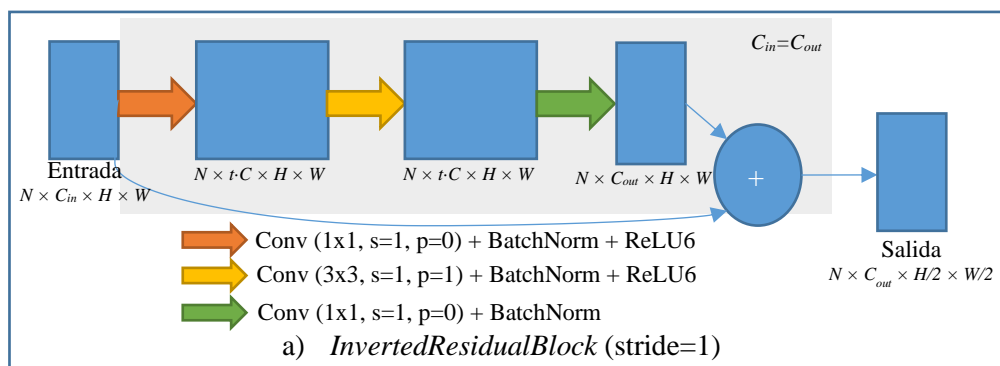 C_in=C_out
Entrada
N × C_in × H × W
N × t·C × H × W
N × t·C × H × W
N × C_out × H × W
+
Salida
N × C_out × H/2 × W/2
Conv (1x1, s=1, p=0) + BatchNorm + ReLU6
Conv (3x3, s=1, p=1) + BatchNorm + ReLU6
Conv (1x1, s=1, p=0) + BatchNorm
a) InvertedResidualBlock (stride=1)